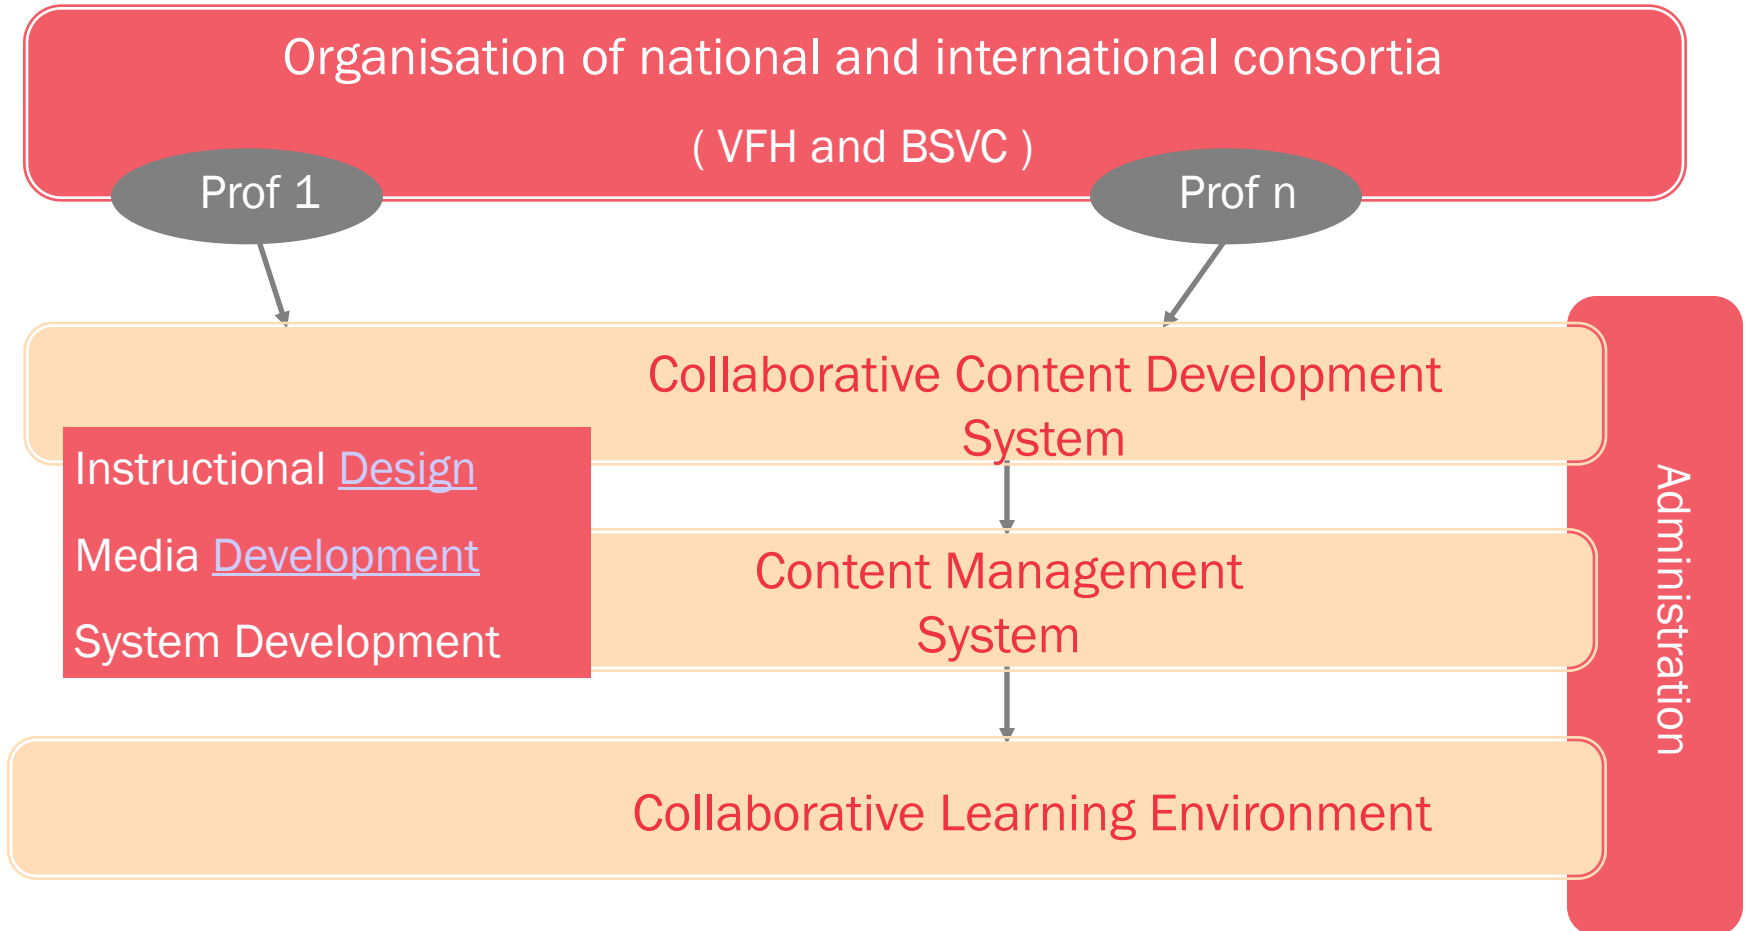 Organisation of national and international consortia
( VFH and BSVC )
Prof 1
Prof n
Collaborative Content Development
System
Instructional Design
Media Development
System Development
Content Management
System
Collaborative Learning Environment
Administration